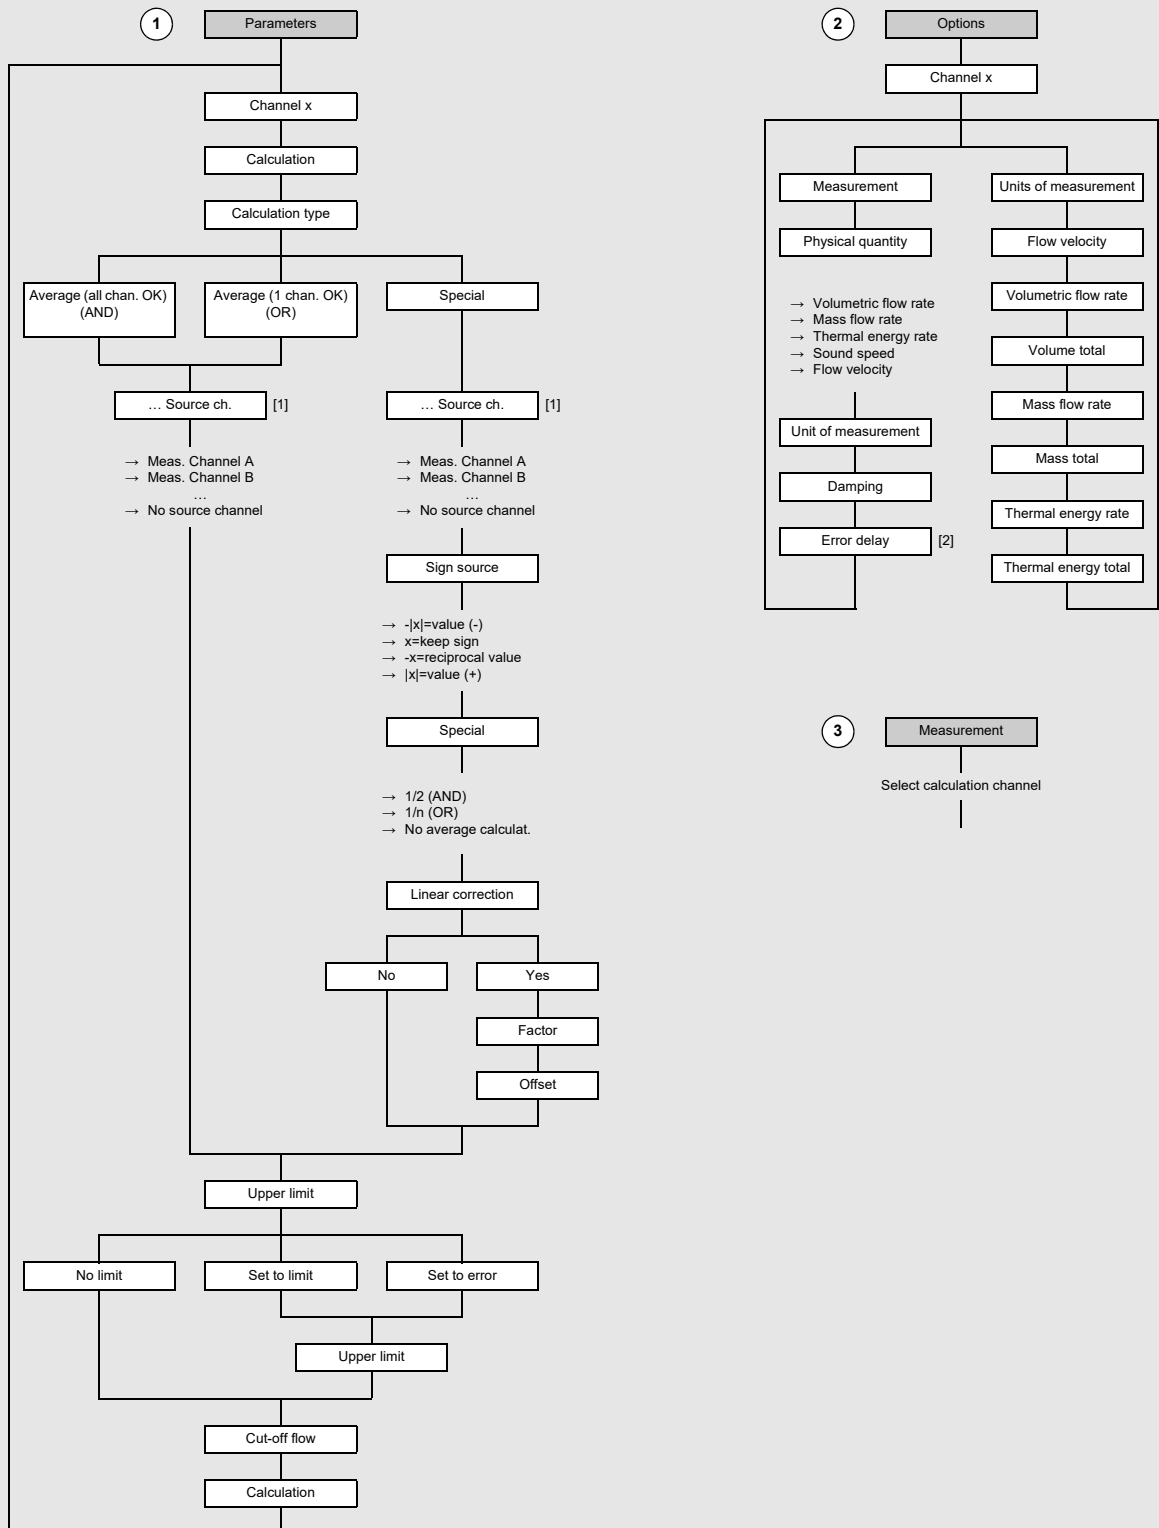 1
Parameters
Channel x
Calculation
Calculation type
Average (all chan. OK)
(AND)
Average (1 chan. OK)
(OR)
Special
… Source ch.
[1]
→ Meas. Channel A
→ Meas. Channel B
…
→ No source channel
… Source ch.
[1]
→ Meas. Channel A
→ Meas. Channel B
…
→ No source channel
Sign source
→ -|x|=value (-)
→ x=keep sign
→ -x=reciprocal value
→ |x|=value (+)
Special
→ 1/2 (AND)
→ 1/n (OR)
→ No average calculat.
Linear correction
No
Yes
Factor
Offset
Upper limit
No limit
Set to limit
Set to error
Upper limit
Cut-off flow
Calculation
2
Options
Channel x
Measurement
Physical quantity
→ Volumetric flow rate
→ Mass flow rate
→ Thermal energy rate
→ Sound speed
→ Flow velocity
Unit of measurement
Damping
Error delay
[2]
Units of measurement
Flow velocity
Volumetric flow rate
Volume total
Mass flow rate
Mass total
Thermal energy rate
Thermal energy total
3
Measurement
Select calculation channel